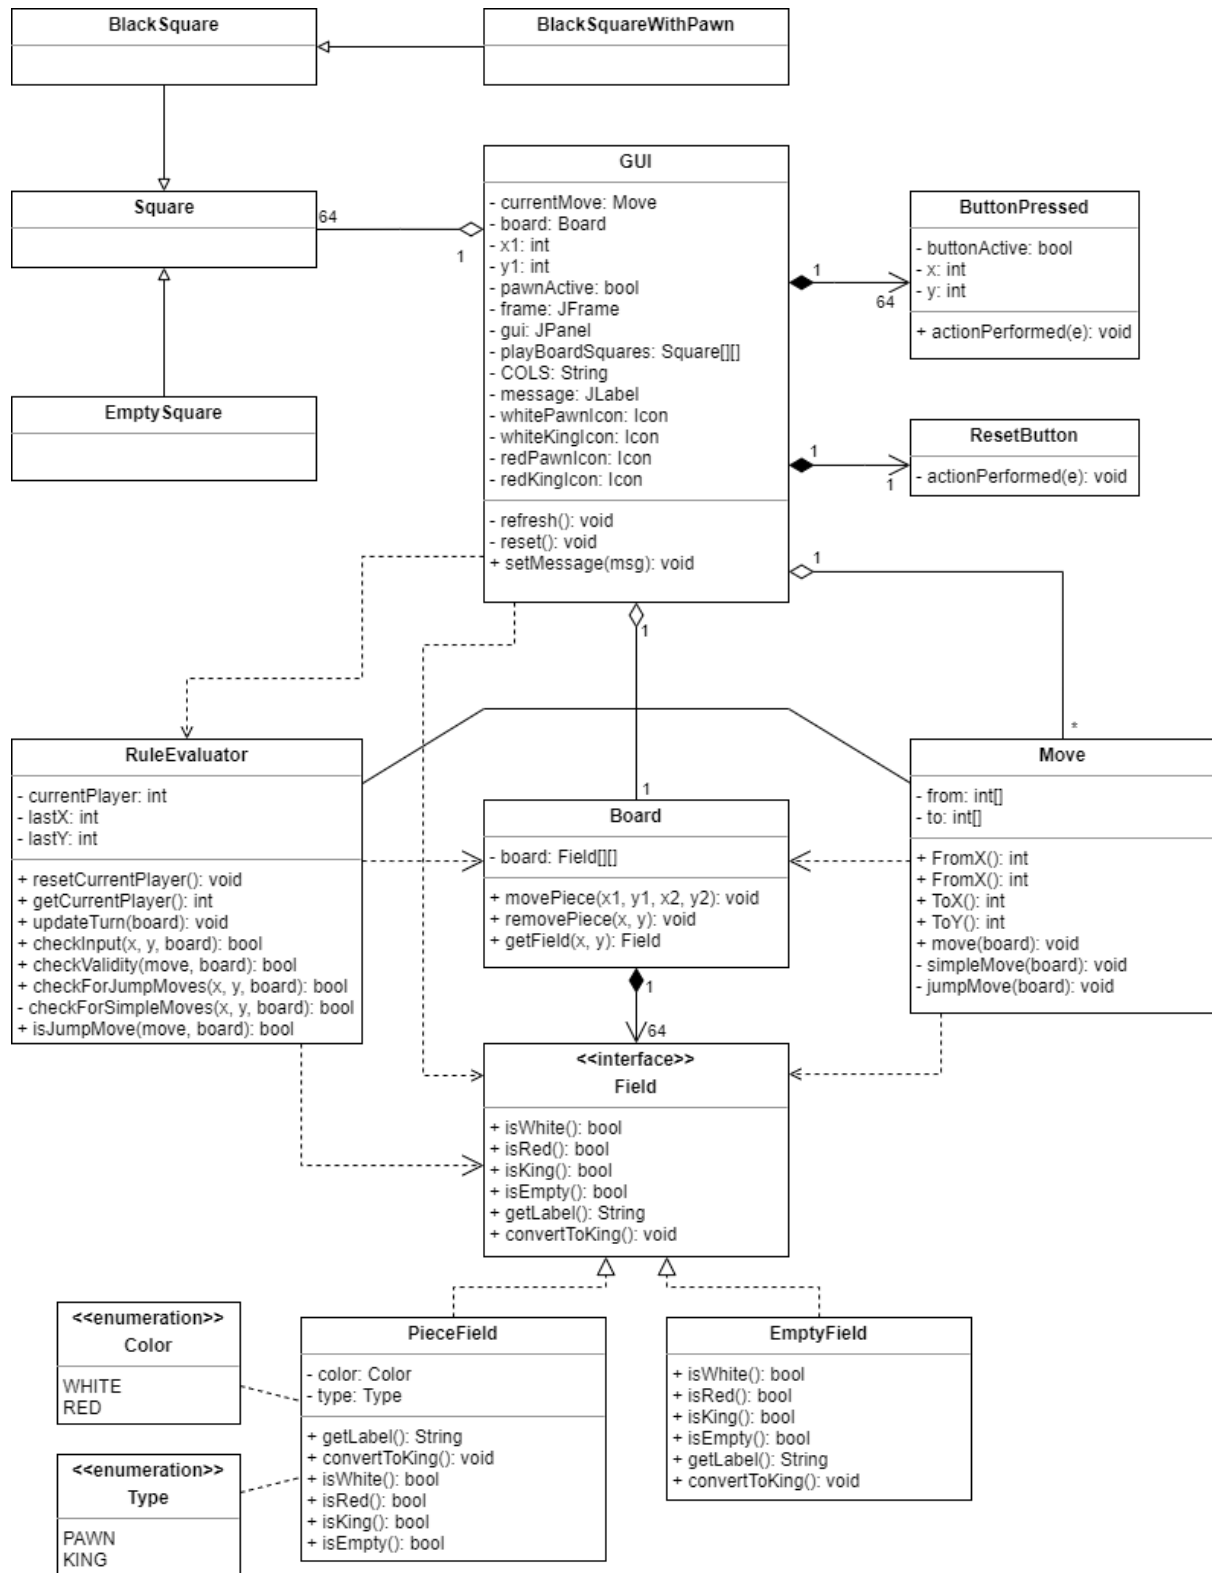 BlackSquare
BlackSquareWithPawn
GUI
- currentMove: Move
- board: Board
- x1: int
- y1: int
- pawnActive: bool
- frame: JFrame
- gui: JPanel
- playBoardSquares: Square[][]
- COLS: String
- message: JLabel
- whitePawnIcon: Icon
- whiteKingIcon: Icon
- redPawnIcon: Icon
- redKingIcon: Icon
- refresh(): void
- reset(): void
+ setMessage(msg): void
Square
64
1
EmptySquare
ButtonPressed
- buttonActive: bool
- x: int
- y: int
+ actionPerformed(e): void
1
64
ResetButton
- actionPerformed(e): void
1
1
1
*
1
1
RuleEvaluator
- currentPlayer: int
- lastX: int
- lastY: int
+ resetCurrentPlayer(): void
+ getCurrentPlayer(): int
+ updateTurn(board): void
+ checkInput(x, y, board): bool
+ checkValidity(move, board): bool
+ checkForJumpMoves(x, y, board): bool
- checkForSimpleMoves(x, y, board): bool
+ isJumpMove(move, board): bool
Board
- board: Field[][]
+ movePiece(x1, y1, x2, y2): void
+ removePiece(x, y): void
+ getField(x, y): Field
Move
- from: int[]
- to: int[]
+ FromX(): int
+ FromX(): int
+ ToX(): int
+ ToY(): int
+ move(board): void
- simpleMove(board): void
- jumpMove(board): void
1
64
<<interface>>
Field
+ isWhite(): bool
+ isRed(): bool
+ isKing(): bool
+ isEmpty(): bool
+ getLabel(): String
+ convertToKing(): void
<<enumeration>>
Color
WHITE
RED
<<enumeration>>
Type
PAWN
KING
PieceField
- color: Color
- type: Type
+ getLabel(): String
+ convertToKing(): void
+ isWhite(): bool
+ isRed(): bool
+ isKing(): bool
+ isEmpty(): bool
EmptyField
+ isWhite(): bool
+ isRed(): bool
+ isKing(): bool
+ isEmpty(): bool
+ getLabel(): String
+ convertToKing(): void